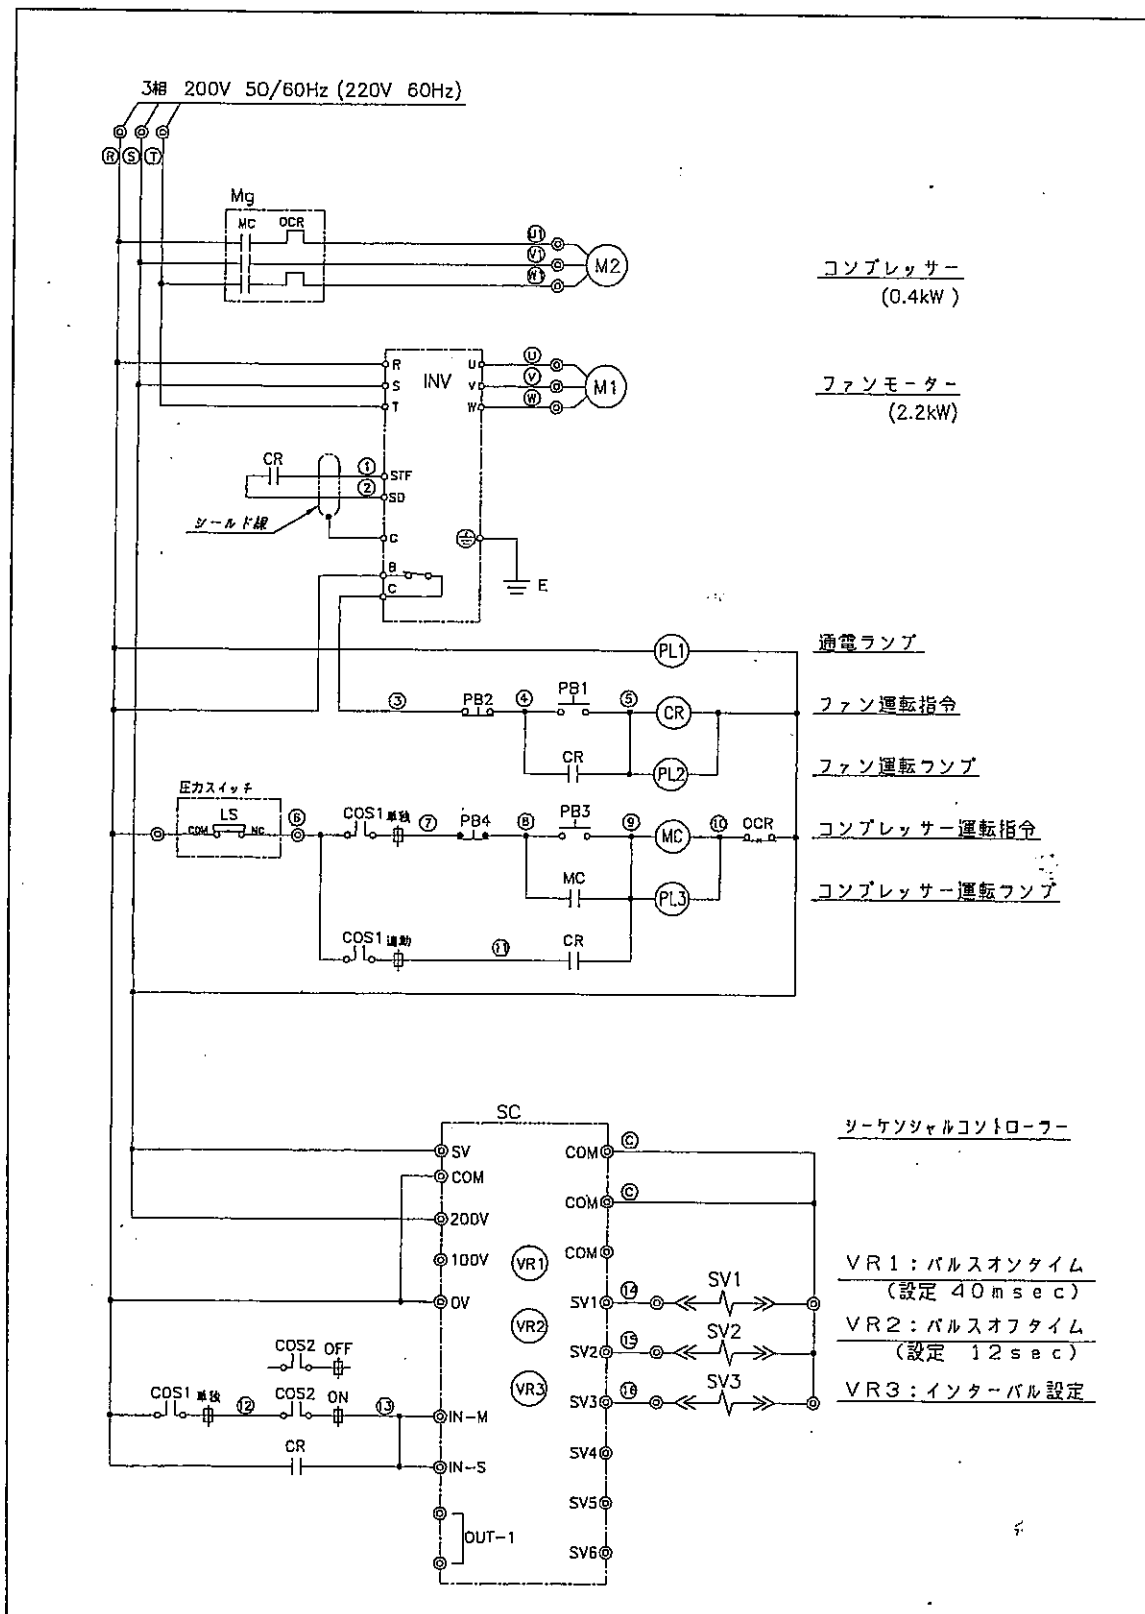 3相 200V 50/60Hz (220V 60Hz)
R S T
Mg
MC OCR
U1
V1
W1
M2
コンプレッサー
(0.4kW)
R
S
T
INV
U
V
W
U
V
W
M1
ファンモーター
(2.2kW)
CR
1
2
STF
SD
シールド線
G
E
B
C
PL1
通電ランプ
3 PB2 4 PB1 5 CR
ファン運転指令
CR PL2
ファン運転ランプ
圧力スイッチ
COM LS NC 6 COS1 単独 7 PB4 8 PB3 9 MC 10 OCR
コンプレッサー運転指令
MC PL3
コンプレッサー運転ランプ
COS1 連動 11 CR
SC
シーケンシャルコントローラー
SV
COM
200V
100V
0V
VR1
VR2
VR3
COM C
COM C
COM
SV1 14 SV1
SV2 15 SV2
SV3 16 SV3
SV4
SV5
SV6
VR1:パルスオンタイム
(設定 40msec)
VR2:パルスオフタイム
(設定 12sec)
VR3:インターバル設定
COS2 OFF
COS1 単独 12 COS2 ON 13 IN-M
CR IN-S
OUT-1